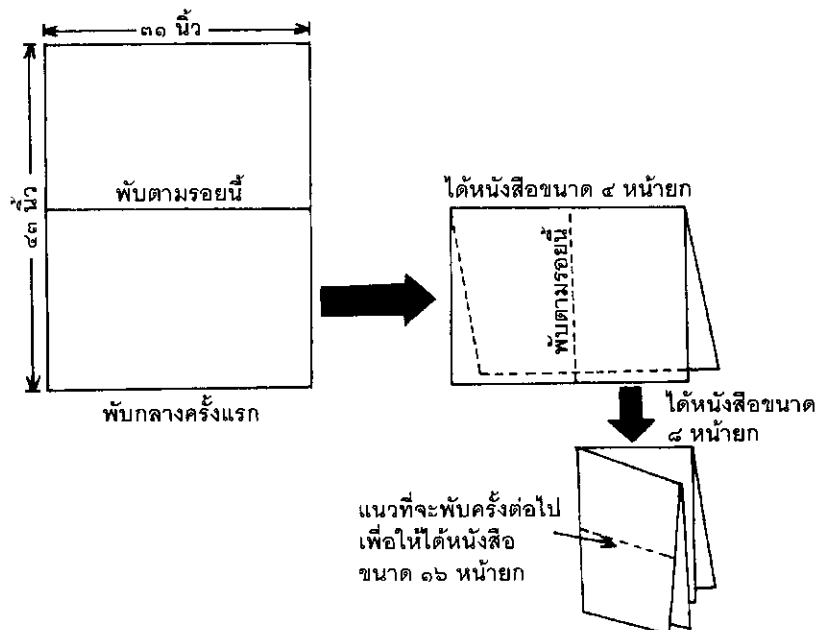 ๓๑ นิ้ว
๔๓ นิ้ว
พับตามรอยนี้
พับกลางครั้งแรก
ได้หนังสือขนาด ๔ หน้ายก
พับตามรอยนี้
ได้หนังสือขนาด
๘ หน้ายก
แนวที่จะพับครั้งต่อไป
เพื่อให้ได้หนังสือ
ขนาด ๑๖ หน้ายก